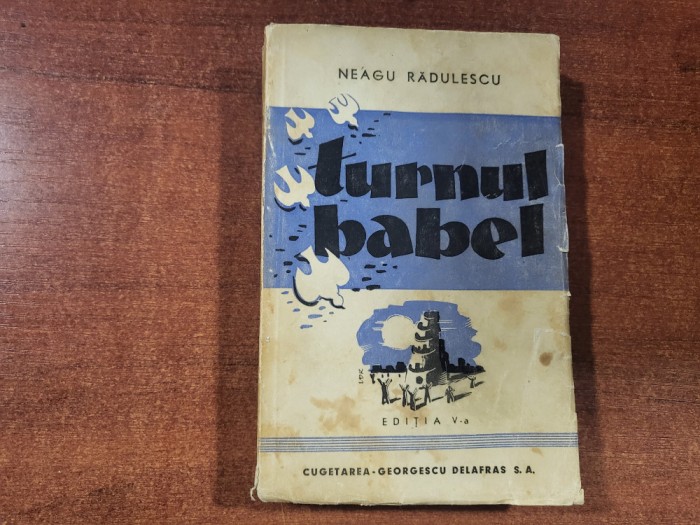 NEAGU RĂDULESCU
turnul
babel
EDIȚIA V-a
CUGETAREA-GEORGESCU DELAFRAS S.A.